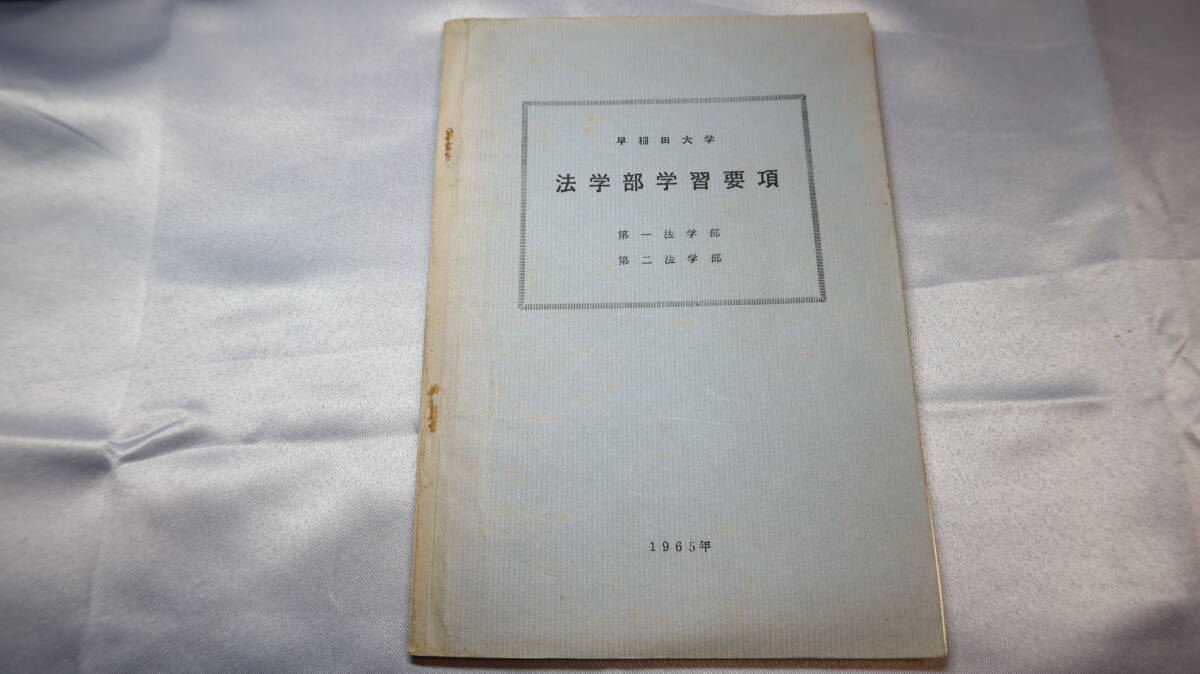 早稲田大学
法学部学習要項
第一法学部
第二法学部
1965年